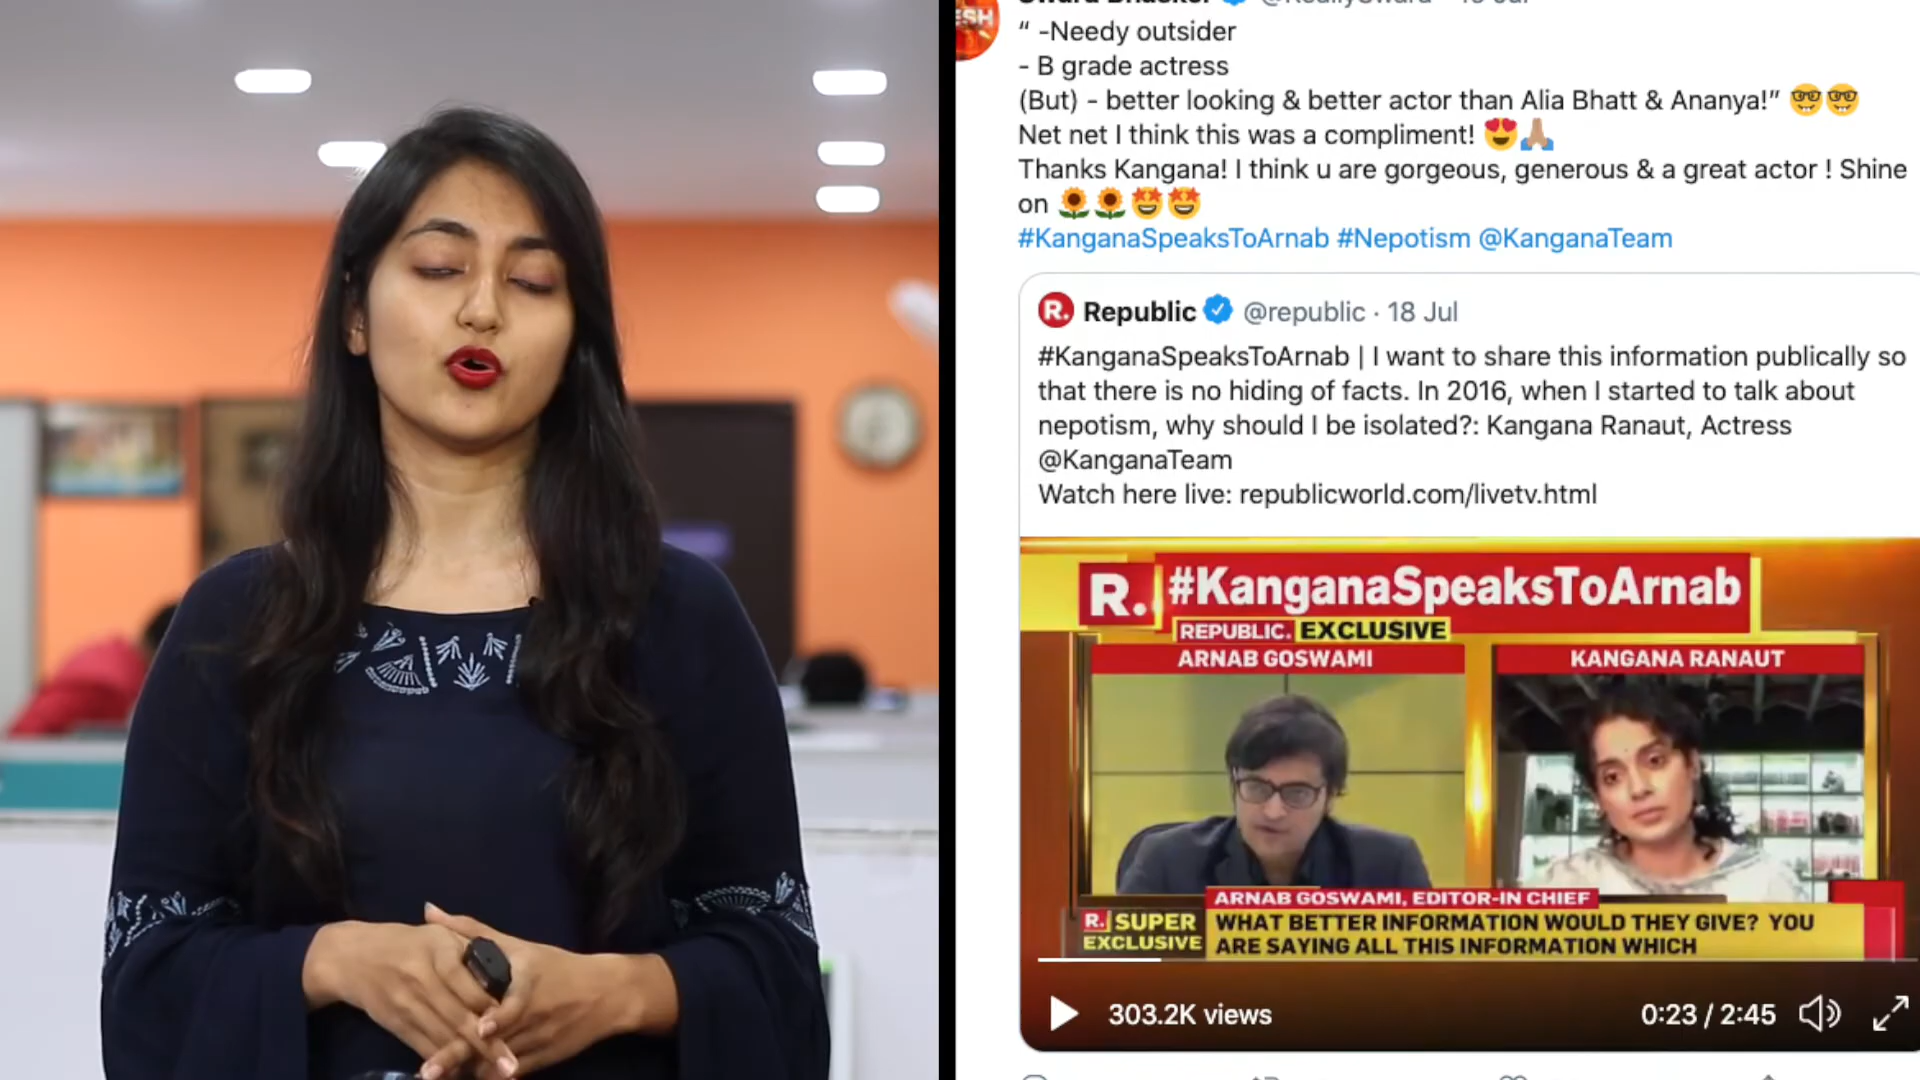 “ -Needy outsider
- B grade actress
(But) - better looking & better actor than Alia Bhatt & Ananya!” 🤓🤓
Net net I think this was a compliment! 😍🙏🏽
Thanks Kangana! I think u are gorgeous, generous & a great actor ! Shine
on 🌻🌻🤩🤩
#KanganaSpeaksToArnab #Nepotism @KanganaTeam
R. Republic @republic · 18 Jul
#KanganaSpeaksToArnab | I want to share this information publically so
that there is no hiding of facts. In 2016, when I started to talk about
nepotism, why should I be isolated?: Kangana Ranaut, Actress
@KanganaTeam
Watch here live: republicworld.com/livetv.html
R. #KanganaSpeaksToArnab
REPUBLIC. EXCLUSIVE
ARNAB GOSWAMI
KANGANA RANAUT
ARNAB GOSWAMI, EDITOR-IN CHIEF
R. SUPER
EXCLUSIVE
WHAT BETTER INFORMATION WOULD THEY GIVE? YOU
ARE SAYING ALL THIS INFORMATION WHICH
303.2K views
0:23 / 2:45